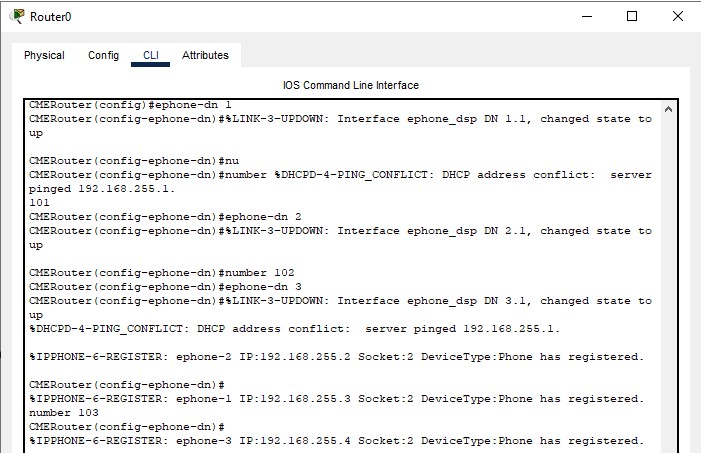 Router0
Physical Config CLI Attributes
IOS Command Line Interface
CMERouter(config)#ephone-dn 1
CMERouter(config-ephone-dn)#%LINK-3-UPDOWN: Interface ephone_dsp DN 1.1, changed state to
up
CMERouter(config-ephone-dn)#nu
CMERouter(config-ephone-dn)#number %DHCPD-4-PING_CONFLICT: DHCP address conflict:  server
pinged 192.168.255.1.
101
CMERouter(config-ephone-dn)#ephone-dn 2
CMERouter(config-ephone-dn)#%LINK-3-UPDOWN: Interface ephone_dsp DN 2.1, changed state to
up
CMERouter(config-ephone-dn)#number 102
CMERouter(config-ephone-dn)#ephone-dn 3
CMERouter(config-ephone-dn)#%LINK-3-UPDOWN: Interface ephone_dsp DN 3.1, changed state to
up
%DHCPD-4-PING_CONFLICT: DHCP address conflict:  server pinged 192.168.255.1.
%IPPHONE-6-REGISTER: ephone-2 IP:192.168.255.2 Socket:2 DeviceType:Phone has registered.
CMERouter(config-ephone-dn)#
%IPPHONE-6-REGISTER: ephone-1 IP:192.168.255.3 Socket:2 DeviceType:Phone has registered.
number 103
CMERouter(config-ephone-dn)#
%IPPHONE-6-REGISTER: ephone-3 IP:192.168.255.4 Socket:2 DeviceType:Phone has registered.